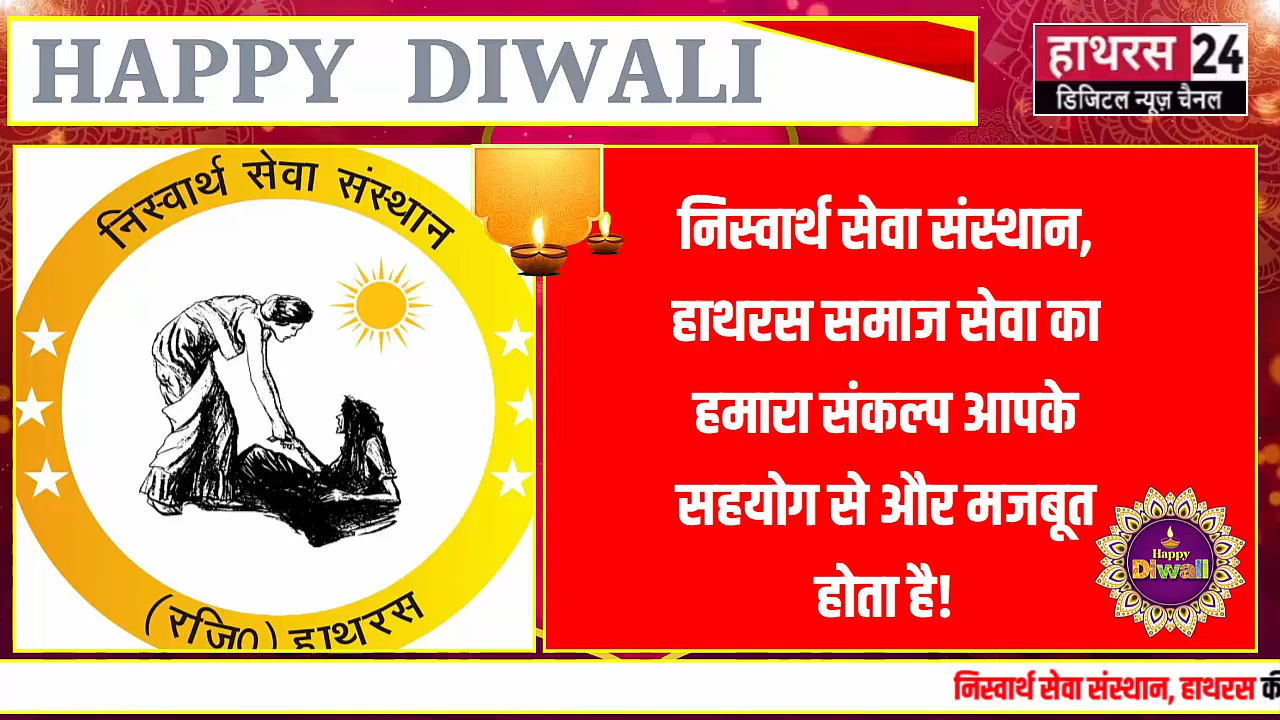 HAPPY DIWALI
हाथरस 24
डिजिटल न्यूज़ चैनल
निस्वार्थ सेवा संस्थान
(रजि०) हाथरस
निस्वार्थ सेवा संस्थान,
हाथरस समाज सेवा का
हमारा संकल्प आपके
सहयोग से और मजबूत
होता है!
Happy
Diwali
निस्वार्थ सेवा संस्थान, हाथरस